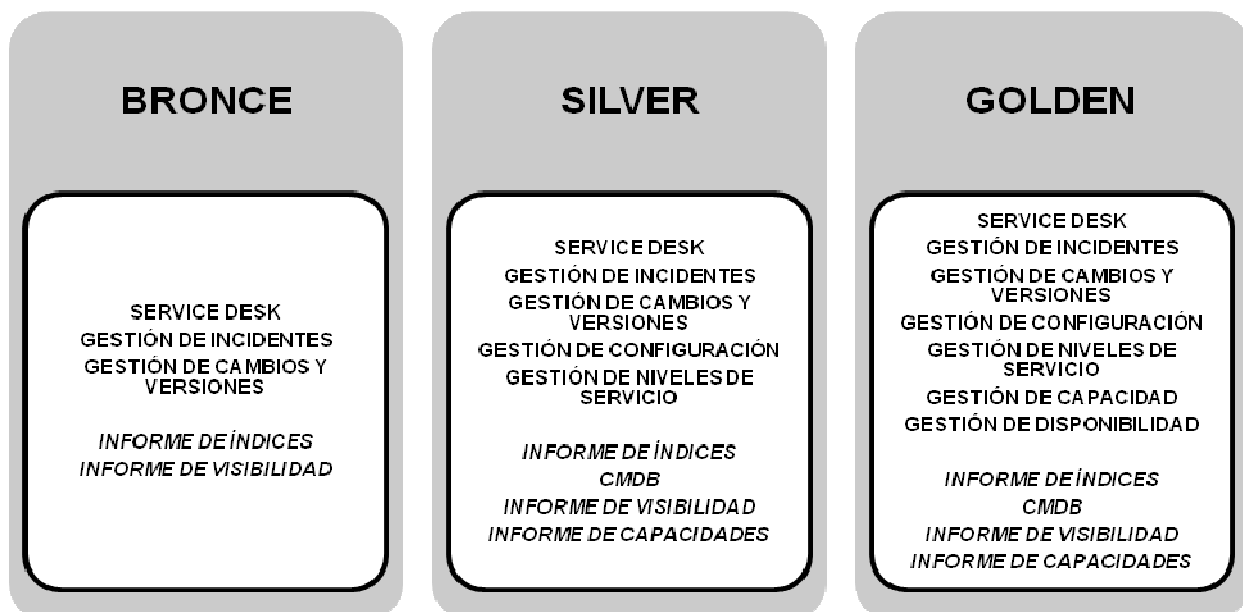 BRONCE
SERVICE DESK
GESTIÓN DE INCIDENTES
GESTIÓN DE CAMBIOS Y
VERSIONES
INFORME DE ÍNDICES
INFORME DE VISIBILIDAD
SILVER
SERVICE DESK
GESTIÓN DE INCIDENTES
GESTIÓN DE CAMBIOS Y
VERSIONES
GESTIÓN DE CONFIGURACIÓN
GESTIÓN DE NIVELES DE
SERVICIO
INFORME DE ÍNDICES
CMDB
INFORME DE VISIBILIDAD
INFORME DE CAPACIDADES
GOLDEN
SERVICE DESK
GESTIÓN DE INCIDENTES
GESTIÓN DE CAMBIOS Y
VERSIONES
GESTIÓN DE CONFIGURACIÓN
GESTIÓN DE NIVELES DE
SERVICIO
GESTIÓN DE CAPACIDAD
GESTIÓN DE DISPONIBILIDAD
INFORME DE ÍNDICES
CMDB
INFORME DE VISIBILIDAD
INFORME DE CAPACIDADES